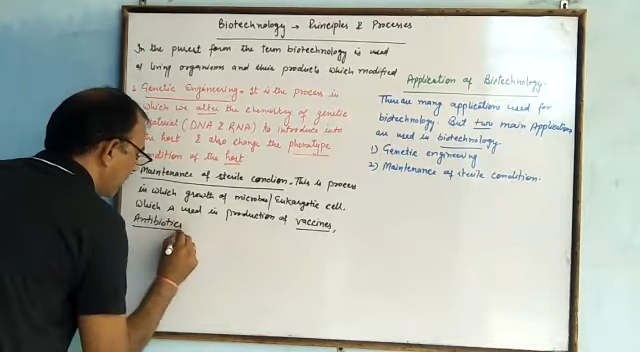 Biotechnology → Principles & Processes
In the purest form the term biotechnology is used
of living organisms and their products which modified
1. Genetic Engineering. It is the process in
which we alter the chemistry of genetic
material (DNA & RNA) to introduce into
the host & also change the phenotype
condition of the host
Maintenance of sterile condion. This is process
in which growth of microbe/Eukaryotic cell.
Which is used in production of vaccines,
Antibiotics
Application of Biotechnology.
There are many applications used for
biotechnology. But two main Application
are used in biotechnology.
1) Genetic engineering
2) Maintenance of sterile condition.